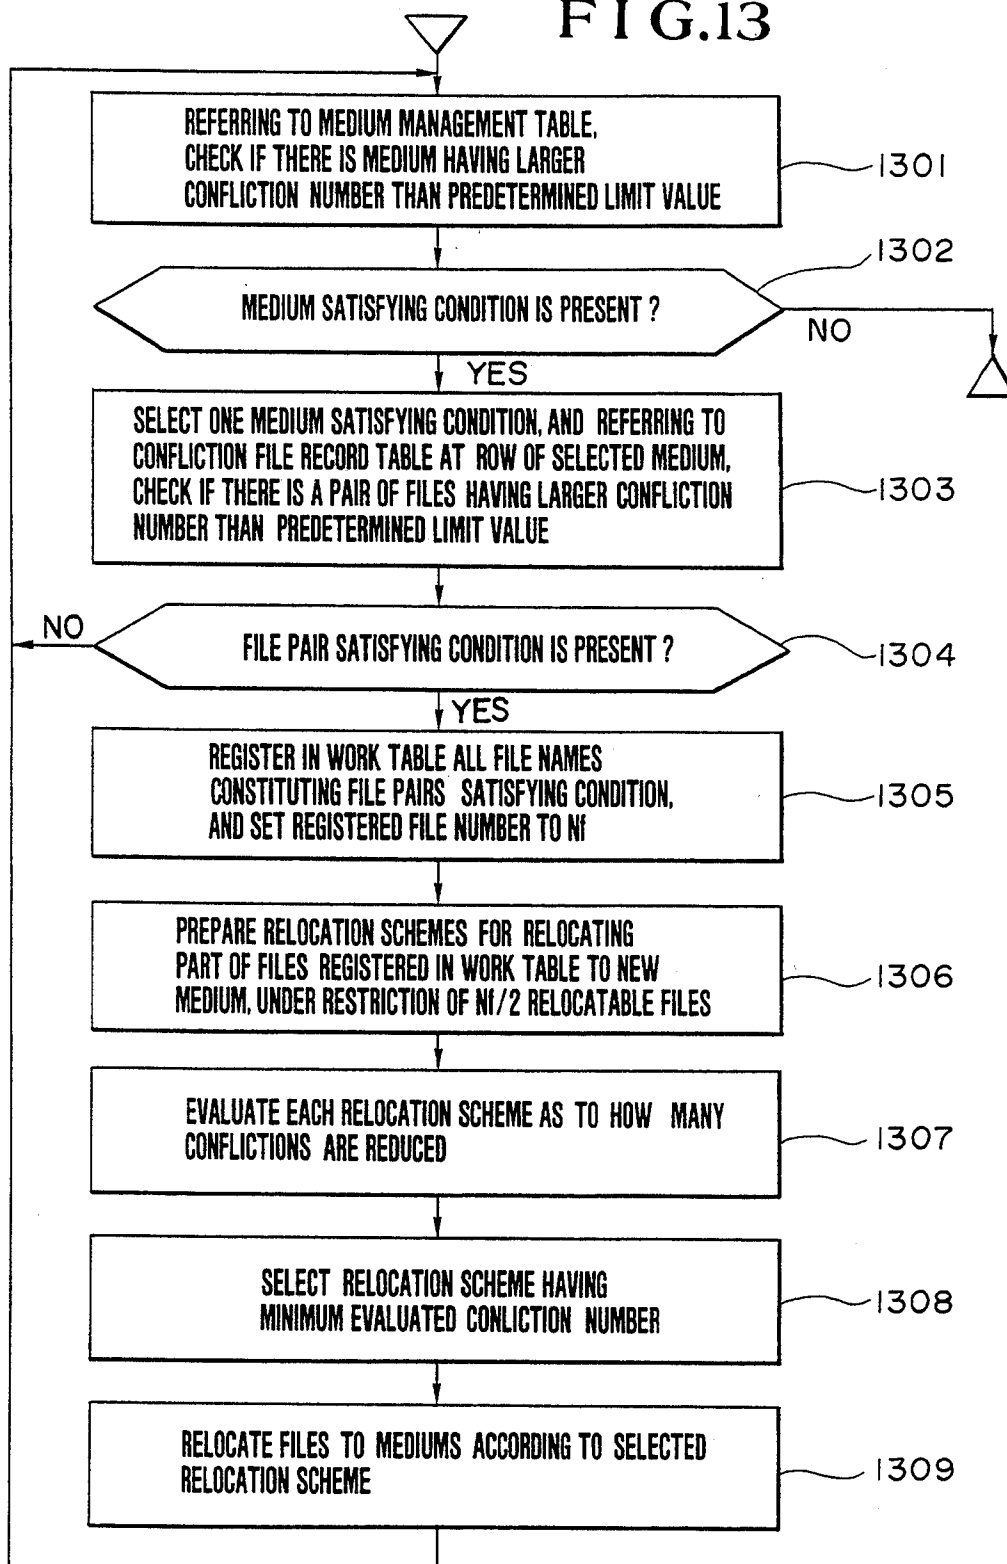 FIG.13
REFERRING TO MEDIUM MANAGEMENT TABLE,
CHECK IF THERE IS MEDIUM HAVING LARGER
CONFLICTION NUMBER THAN PREDETERMINED LIMIT VALUE
1301
1302
MEDIUM SATISFYING CONDITION IS PRESENT ?
NO
YES
SELECT ONE MEDIUM SATISFYING CONDITION, AND REFERRING TO
CONFLICTION FILE RECORD TABLE AT ROW OF SELECTED MEDIUM,
CHECK IF THERE IS A PAIR OF FILES HAVING LARGER CONFLICTION
NUMBER THAN PREDETERMINED LIMIT VALUE
1303
NO
FILE PAIR SATISFYING CONDITION IS PRESENT ?
1304
YES
REGISTER IN WORK TABLE ALL FILE NAMES
CONSTITUTING FILE PAIRS SATISFYING CONDITION,
AND SET REGISTERED FILE NUMBER TO Nf
1305
PREPARE RELOCATION SCHEMES FOR RELOCATING
PART OF FILES REGISTERED IN WORK TABLE TO NEW
MEDIUM, UNDER RESTRICTION OF Nf/2 RELOCATABLE FILES
1306
EVALUATE EACH RELOCATION SCHEME AS TO HOW MANY
CONFLICTIONS ARE REDUCED
1307
SELECT RELOCATION SCHEME HAVING
MINIMUM EVALUATED CONLICTION NUMBER
1308
RELOCATE FILES TO MEDIUMS ACCORDING TO SELECTED
RELOCATION SCHEME
1309